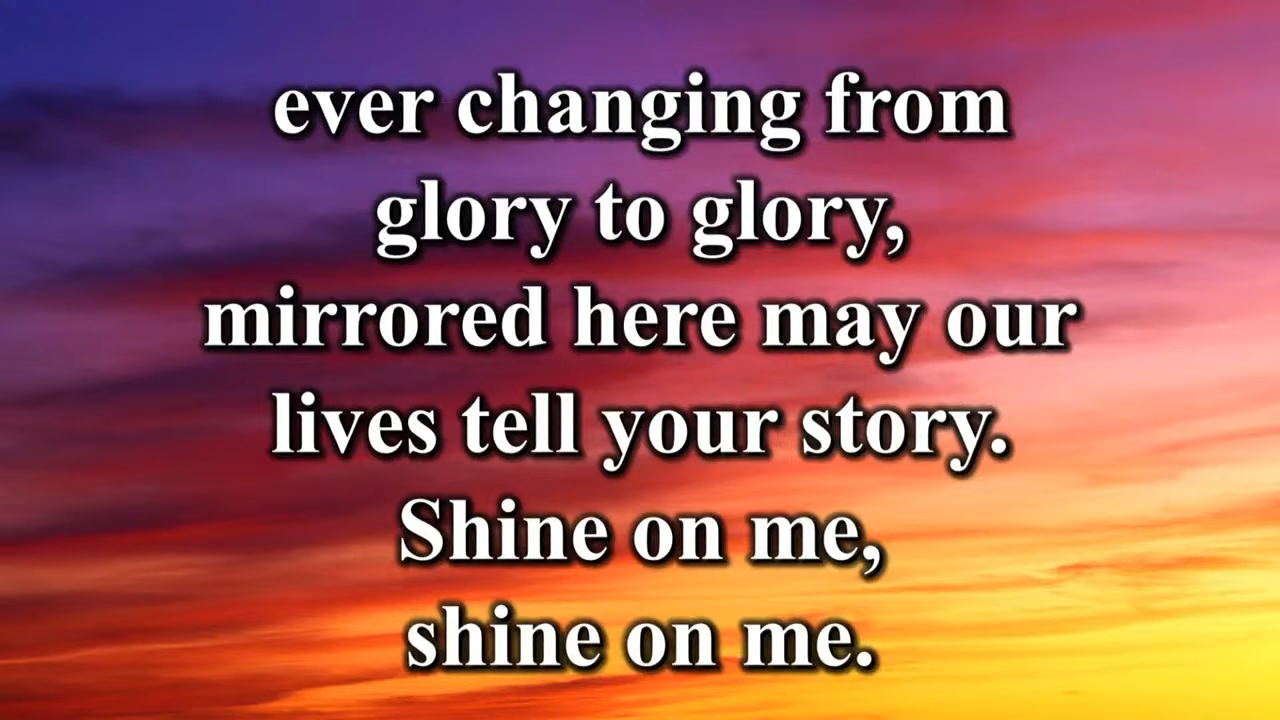 ever changing from
glory to glory,
mirrored here may our
lives tell your story.
Shine on me,
shine on me.